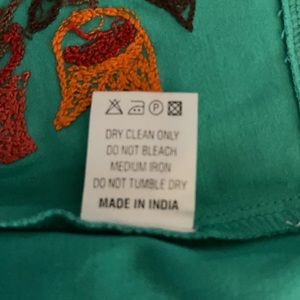 P
DRY CLEAN ONLY
DO NOT BLEACH
MEDIUM IRON
DO NOT TUMBLE DRY
MADE IN INDIA